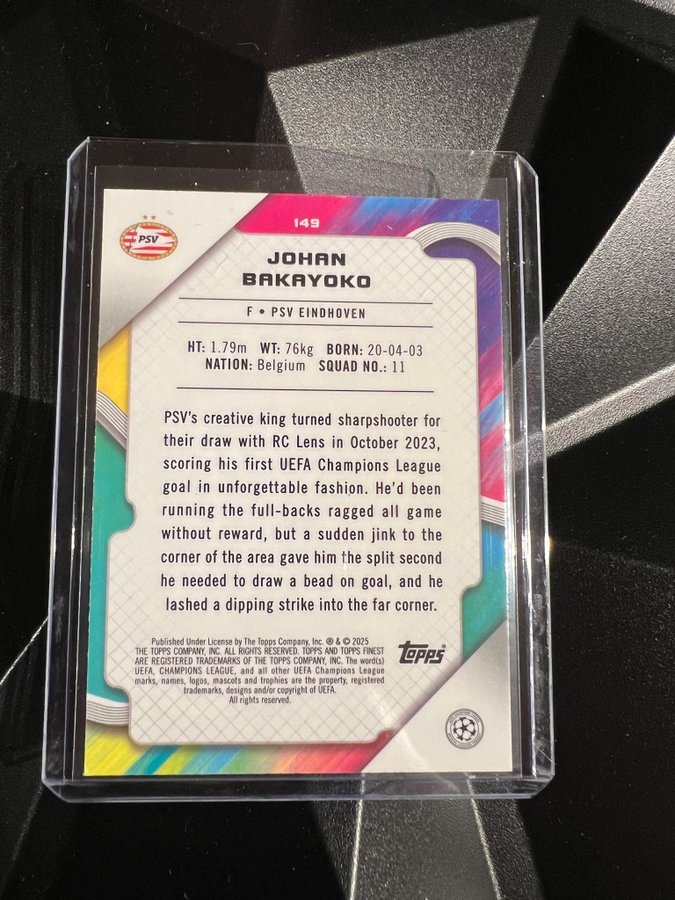 149
PSV
JOHAN
BAKAYOKO
F • PSV EINDHOVEN
HT: 1.79m WT: 76kg BORN: 20-04-03
NATION: Belgium SQUAD NO.: 11
PSV's creative king turned sharpshooter for
their draw with RC Lens in October 2023,
scoring his first UEFA Champions League
goal in unforgettable fashion. He'd been
running the full-backs ragged all game
without reward, but a sudden jink to the
corner of the area gave him the split second
he needed to draw a bead on goal, and he
lashed a dipping strike into the far corner.
Published Under License by The Topps Company, Inc. ® & © 2025
THE TOPPS COMPANY, INC. ALL RIGHTS RESERVED. TOPPS AND TOPPS FINEST
ARE REGISTERED TRADEMARKS OF THE TOPPS COMPANY, INC. The word(s)
UEFA, CHAMPIONS LEAGUE, and all other UEFA Champions League
marks, names, logos, mascots and trophies are the property, registered
trademarks, designs and/or copyright of UEFA.
All rights reserved.
topps